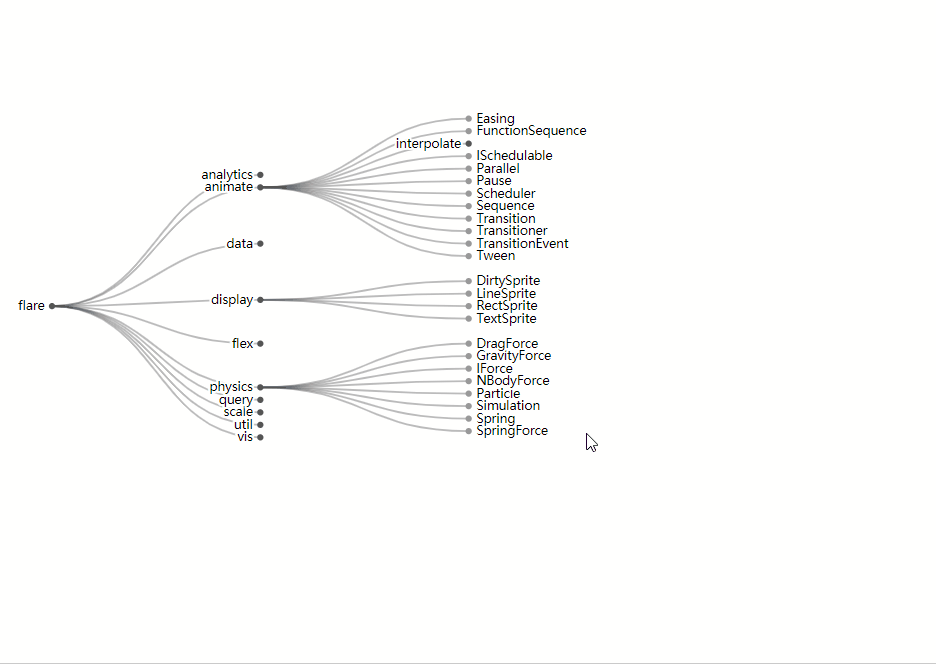 Easing
FunctionSequence
interpolate
ISchedulable
Parallel
analytics
Pause
animate
Scheduler
Sequence
Transition
Transitioner
data
TransitionEvent
Tween
DirtySprite
LineSprite
display
flare
RectSprite
TextSprite
flex
DragForce
GravityForce
IForce
NBodyForce
physics
Particle
query
Simulation
scale
Spring
util
SpringForce
vis